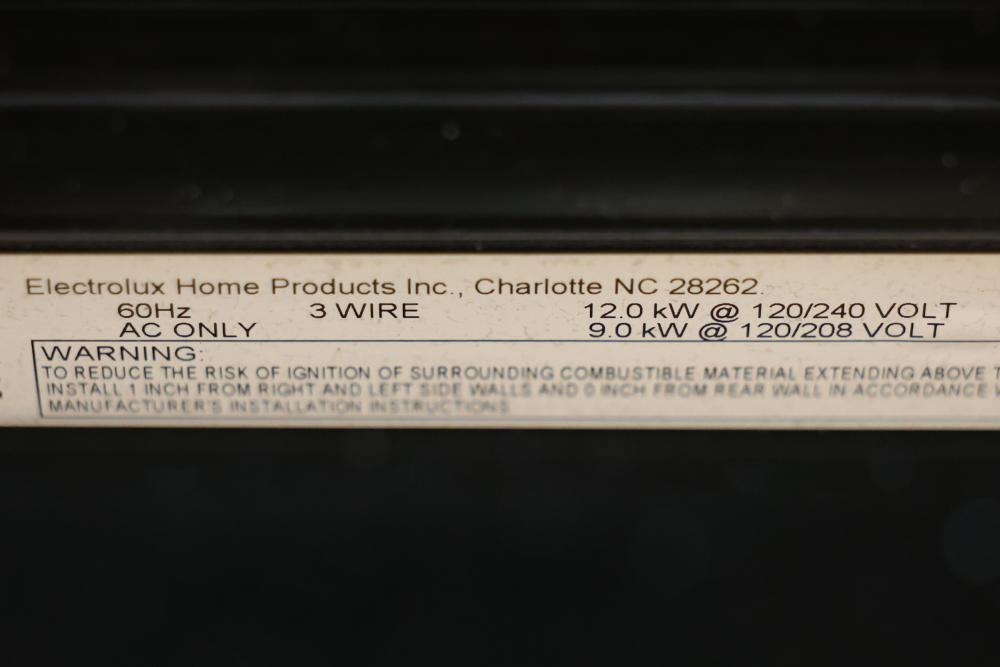 Electrolux Home Products Inc., Charlotte NC 28262.
60Hz 3 WIRE 12.0 kW @ 120/240 VOLT
AC ONLY 9.0 kW @ 120/208 VOLT
WARNING:
TO REDUCE THE RISK OF IGNITION OF SURROUNDING COMBUSTIBLE MATERIAL EXTENDING ABOVE
INSTALL 1 INCH FROM RIGHT AND LEFT SIDE WALLS AND 0 INCH FROM REAR WALL IN ACCORDANCE
MANUFACTURER'S INSTALLATION INSTRUCTIONS